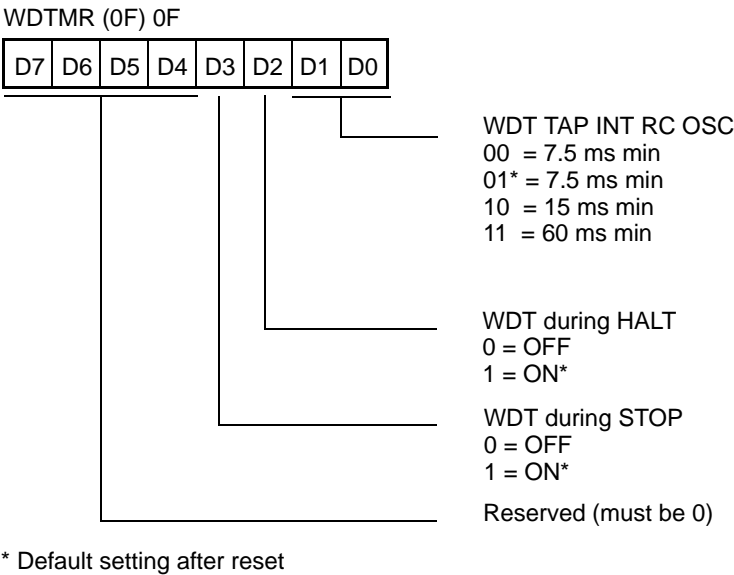 WDTMR (0F) 0F
D7 D6 D5 D4 D3 D2 D1 D0
WDT TAP INT RC OSC
00 = 7.5 ms min
01* = 7.5 ms min
10 = 15 ms min
11 = 60 ms min
WDT during HALT
0 = OFF
1 = ON*
WDT during STOP
0 = OFF
1 = ON*
Reserved (must be 0)
* Default setting after reset